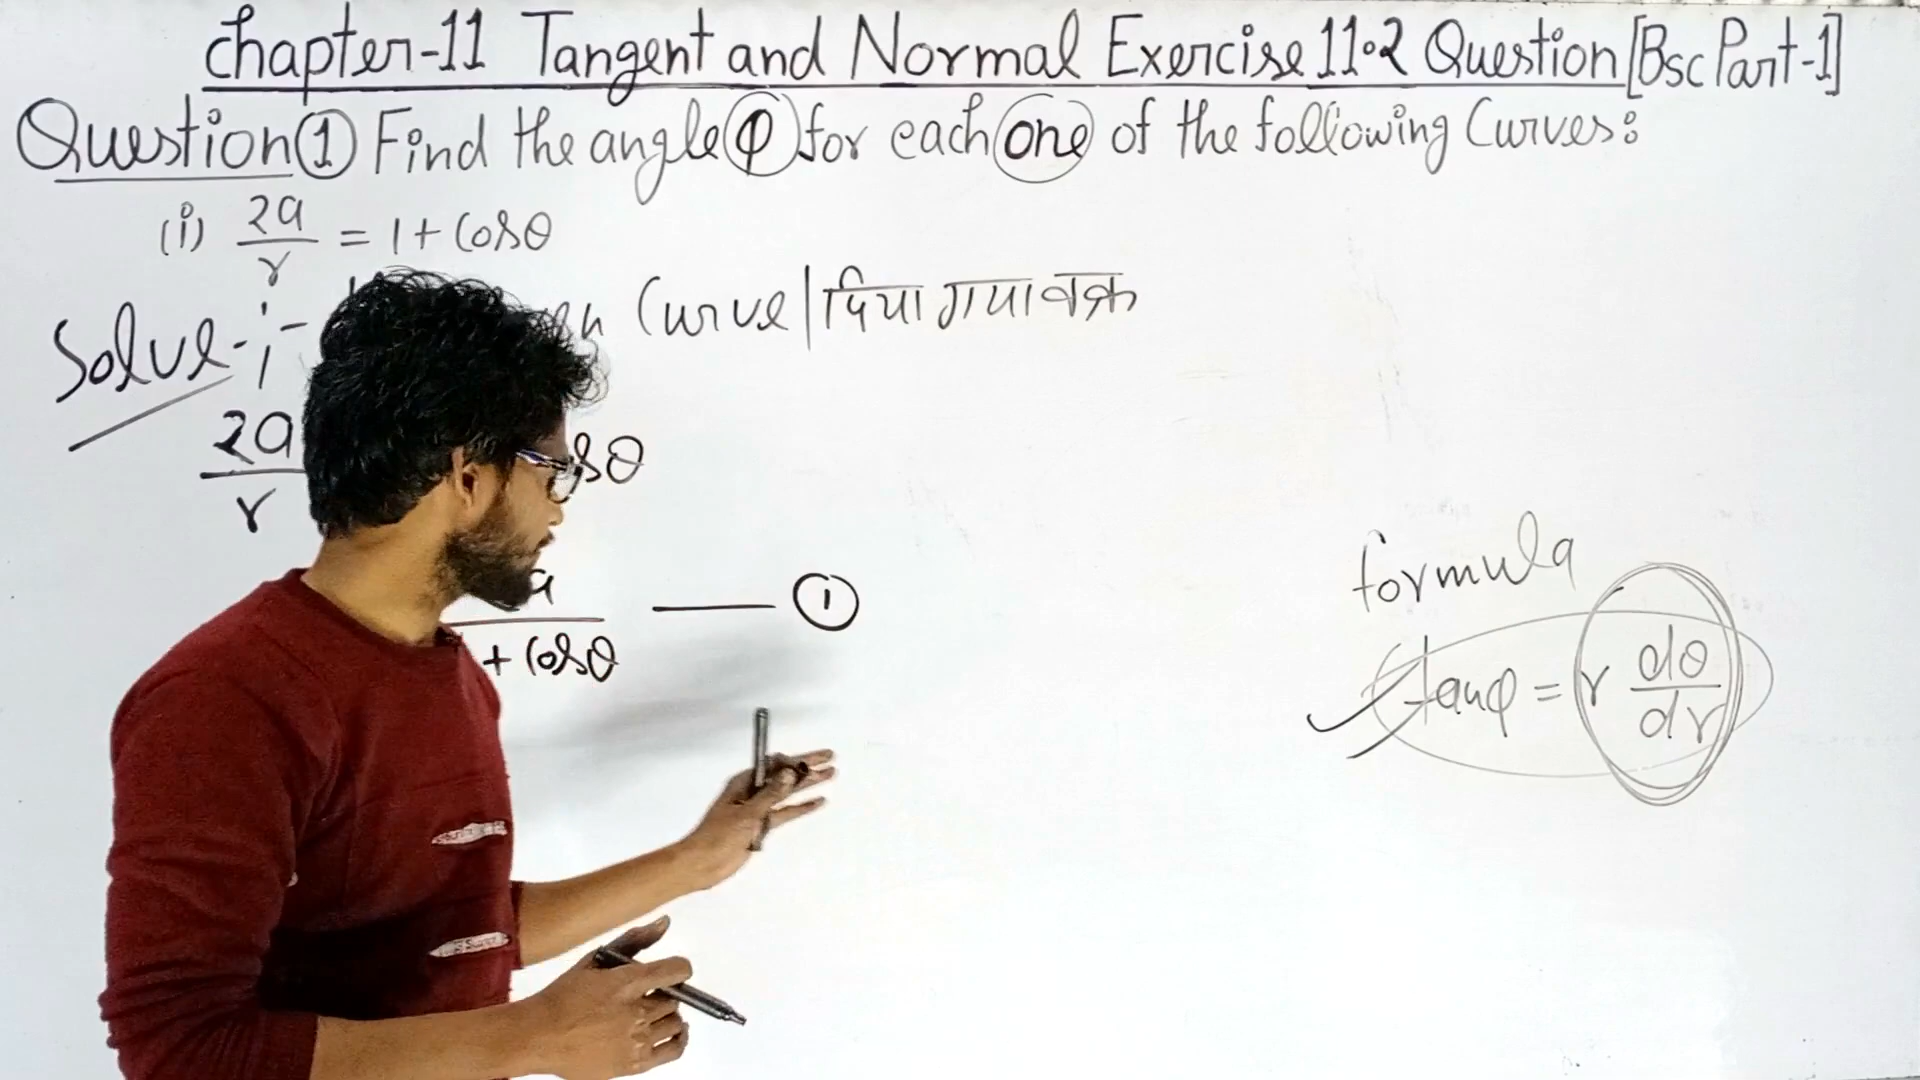 Chapter-11 Tangent and Normal Exercise 11.2 Question [Bsc Part-1]
Question ① Find the angle φ for each one of the following Curves:
(i) 2a/r = 1 + Cosθ
Solve:- Curve | दिया गया वक्र
2a/r θ
a
+ Cosθ —— ①
formula
tanφ = r dθ/dr